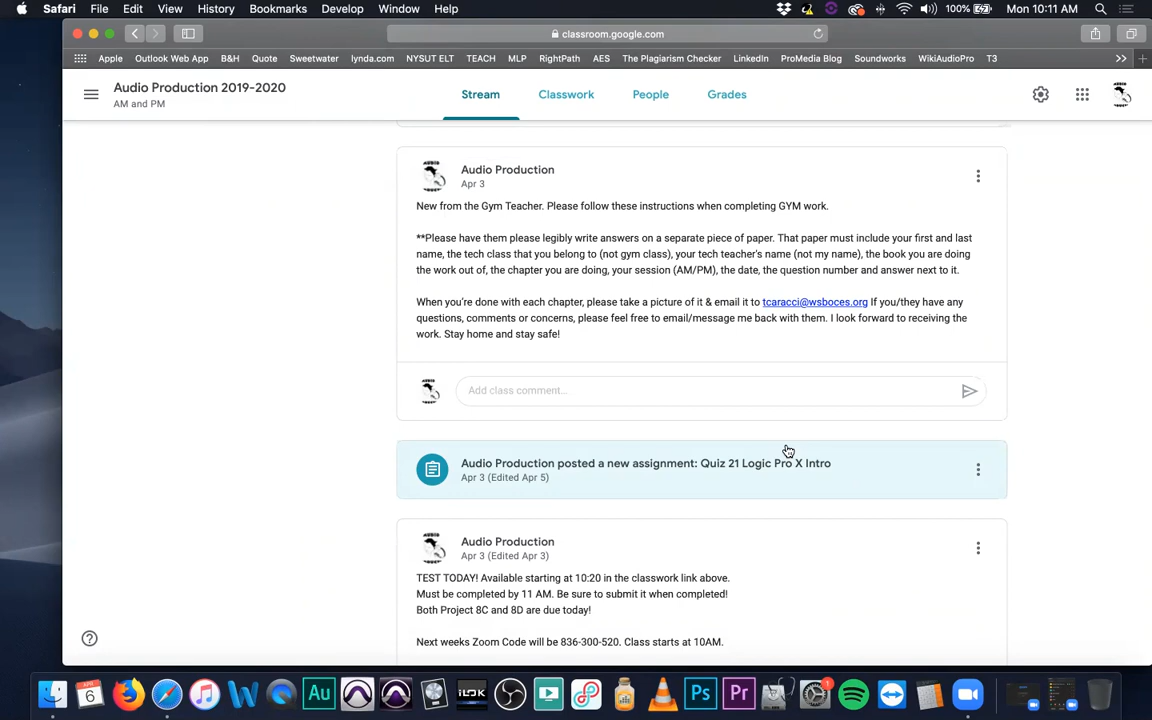 Safari File Edit View History Bookmarks Develop Window Help 100% Mon 10:11 AM
classroom.google.com
Apple Outlook Web App B&H Quote Sweetwater lynda.com NYSUT ELT TEACH MLP RightPath AES The Plagiarism Checker LinkedIn ProMedia Blog Soundworks WikiAudioPro T3
Audio Production 2019-2020
AM and PM
Stream Classwork People Grades
Audio Production
Apr 3
New from the Gym Teacher. Please follow these instructions when completing GYM work.
**Please have them please legibly write answers on a separate piece of paper. That paper must include your first and last
name, the tech class that you belong to (not gym class), your tech teacher's name (not my name), the book you are doing
the work out of, the chapter you are doing, your session (AM/PM), the date, the question number and answer next to it.
When you're done with each chapter, please take a picture of it & email it to tcaracci@wsboces.org If you/they have any
questions, comments or concerns, please feel free to email/message me back with them. I look forward to receiving the
work. Stay home and stay safe!
Add class comment...
Audio Production posted a new assignment: Quiz 21 Logic Pro X Intro
Apr 3 (Edited Apr 5)
Audio Production
Apr 3 (Edited Apr 3)
TEST TODAY! Available starting at 10:20 in the classwork link above.
Must be completed by 11 AM. Be sure to submit it when completed!
Both Project 8C and 8D are due today!
Next weeks Zoom Code will be 836-300-520. Class starts at 10AM.
6 Au iLOK Ps Pr 1